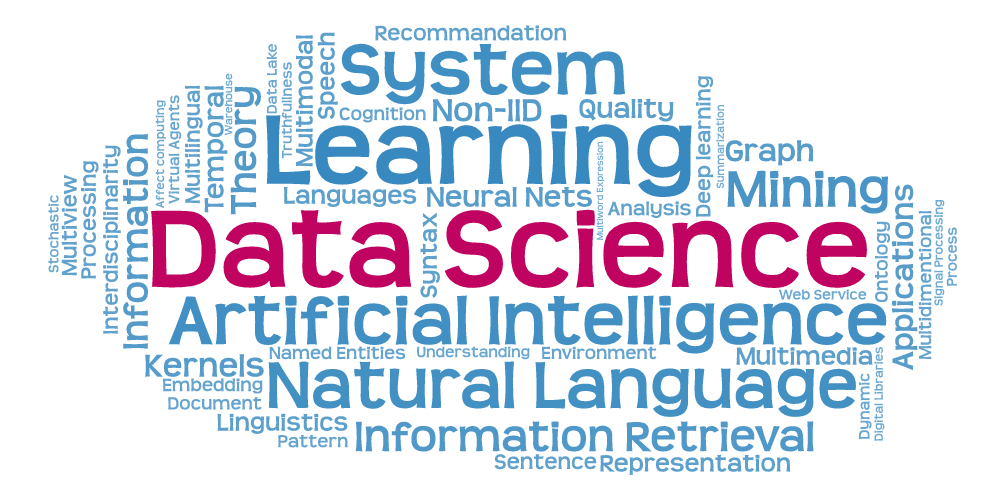 Recommandation
System
Data Lake
Truthfullness
Multimodal
Speech
Cognition
Non-IID
Quality
Learning
Affect computing
Virtual Agents
Multilingual
Temporal
Warehouse
Theory
Languages
Neural Nets
Multiword Expression
Analysis
Deep learning
summarization
Graph
Mining
Stochastic
Multiview
Processing
Interdisciplinarity
Information
Data Science
Syntax
Web Service
Ontology
Applications
Multidimentional
Signal Processing
Process
Artificial Intelligence
Kernels
Named Entities
Understanding
Environment
Multimedia
Embedding
Natural Language
Dynamic
Digital Libraries
Document
Linguistics
Pattern
Information Retrieval
Sentence
Representation